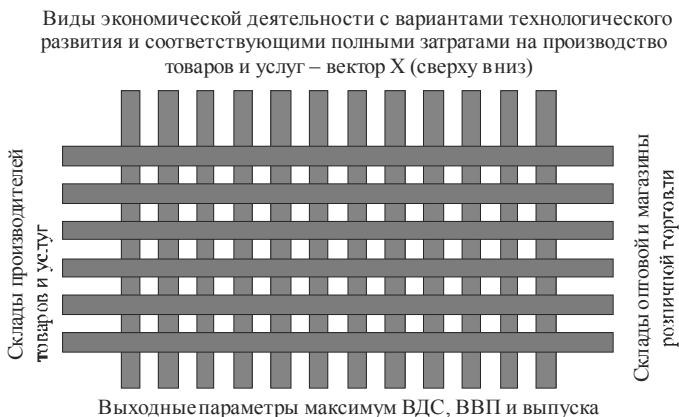 Виды экономической деятельности с вариантами технологического
развития и соответствующими полными затратами на производство
товаров и услуг – вектор X (сверху вниз)
Склады производителей
товаров и услуг
Склады оптовой и магазины
розничной торговли
Выходные параметры максимум ВДС, ВВП и выпуска